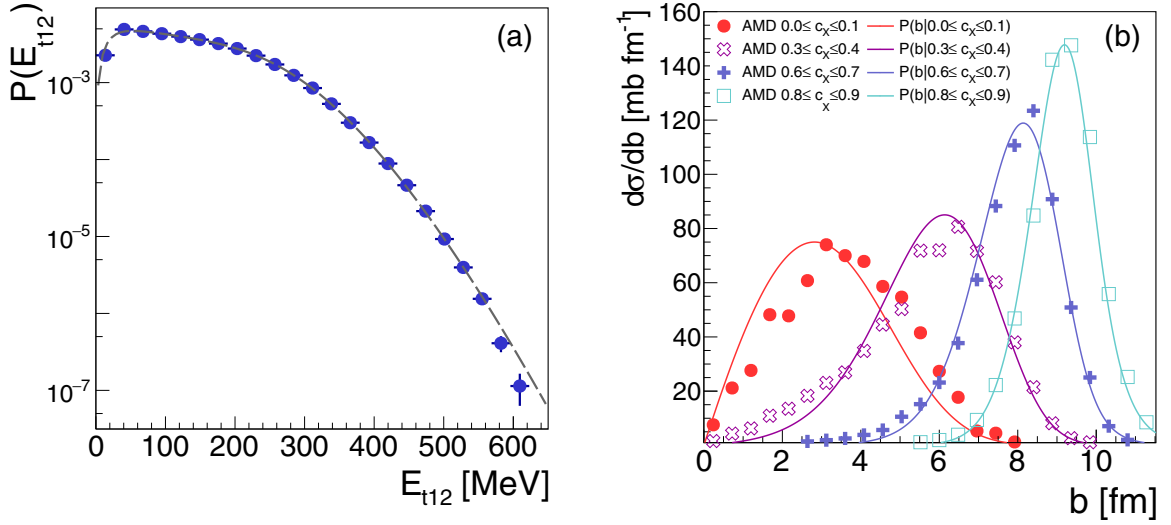 (a)
P(E_t12)
10⁻³
10⁻⁵
10⁻⁷
0 100 200 300 400 500 600
E_t12 [MeV]
(b)
AMD 0.0≤ c_x≤0.1 P(b|0.0≤ c_x≤0.1)
AMD 0.3≤ c_x≤0.4 P(b|0.3≤ c_x≤0.4)
AMD 0.6≤ c_x≤0.7 P(b|0.6≤ c_x≤0.7)
AMD 0.8≤ c_x≤0.9 P(b|0.8≤ c_x≤0.9)
dσ/db [mb fm⁻¹]
160
140
120
100
80
60
40
20
0 2 4 6 8 10
b [fm]